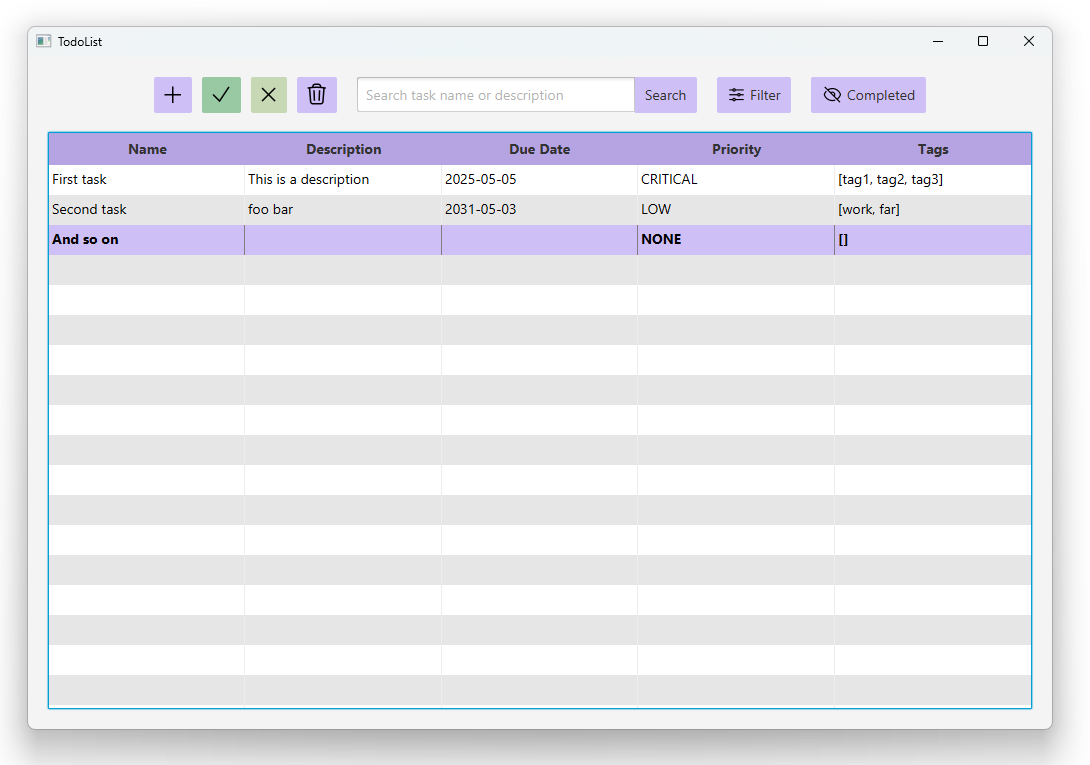 TodoList
Search task name or description Search Filter Completed
Name Description Due Date Priority Tags
First task This is a description 2025-05-05 CRITICAL [tag1, tag2, tag3]
Second task foo bar 2031-05-03 LOW [work, far]
And so on NONE []